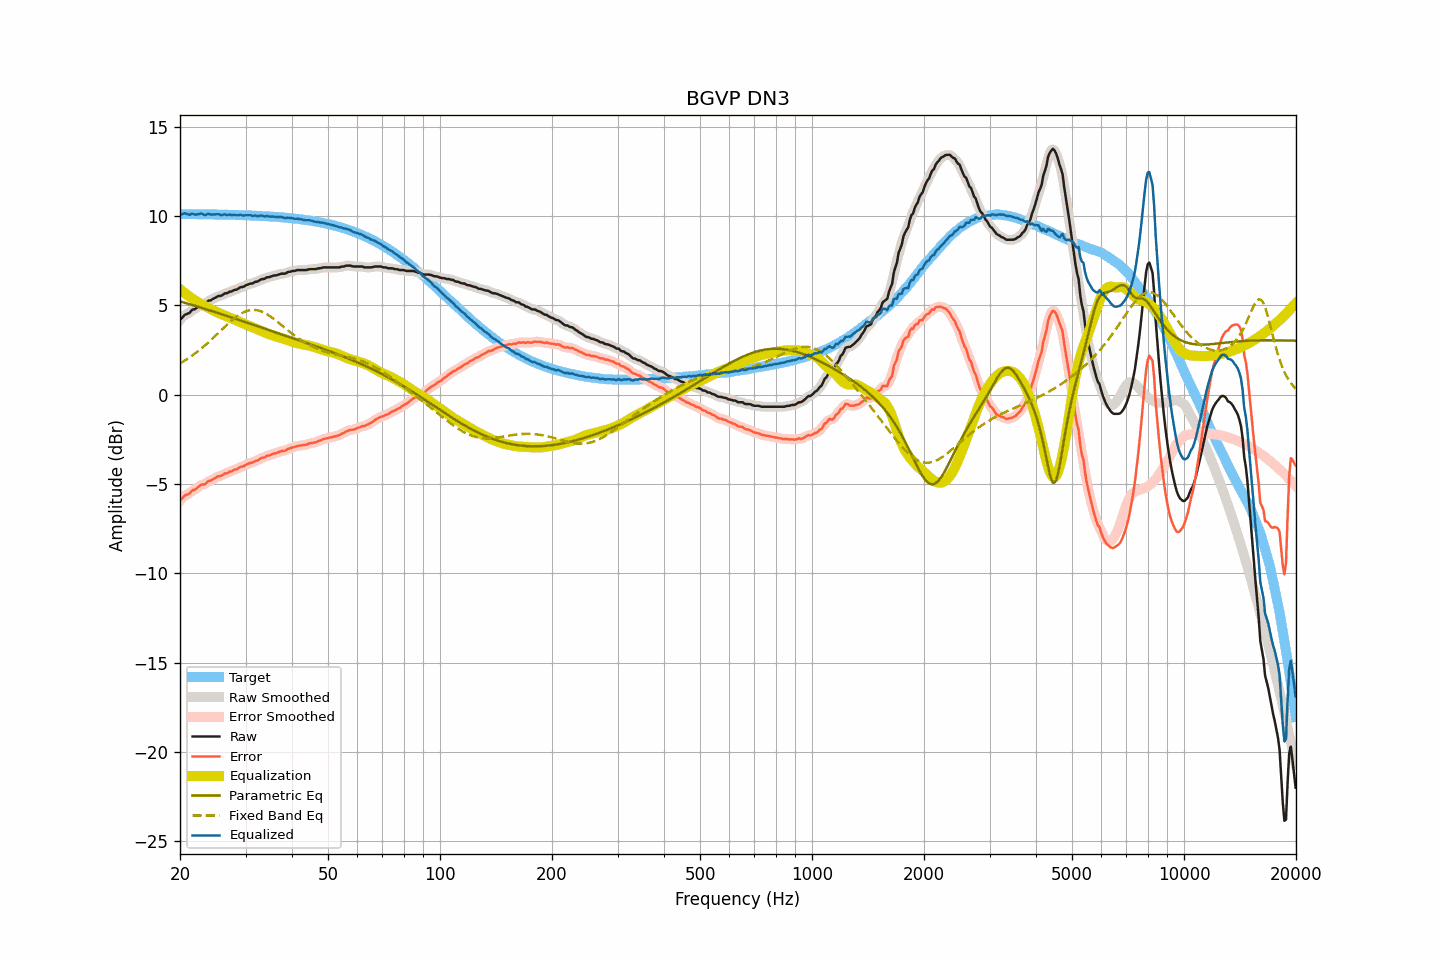 BGVP DN3
15
10
5
0
−5
−10
−15
−20
−25
Amplitude (dBr)
20 50 100 200 500 1000 2000 5000 10000 20000
Frequency (Hz)
Target
Raw Smoothed
Error Smoothed
Raw
Error
Equalization
Parametric Eq
Fixed Band Eq
Equalized